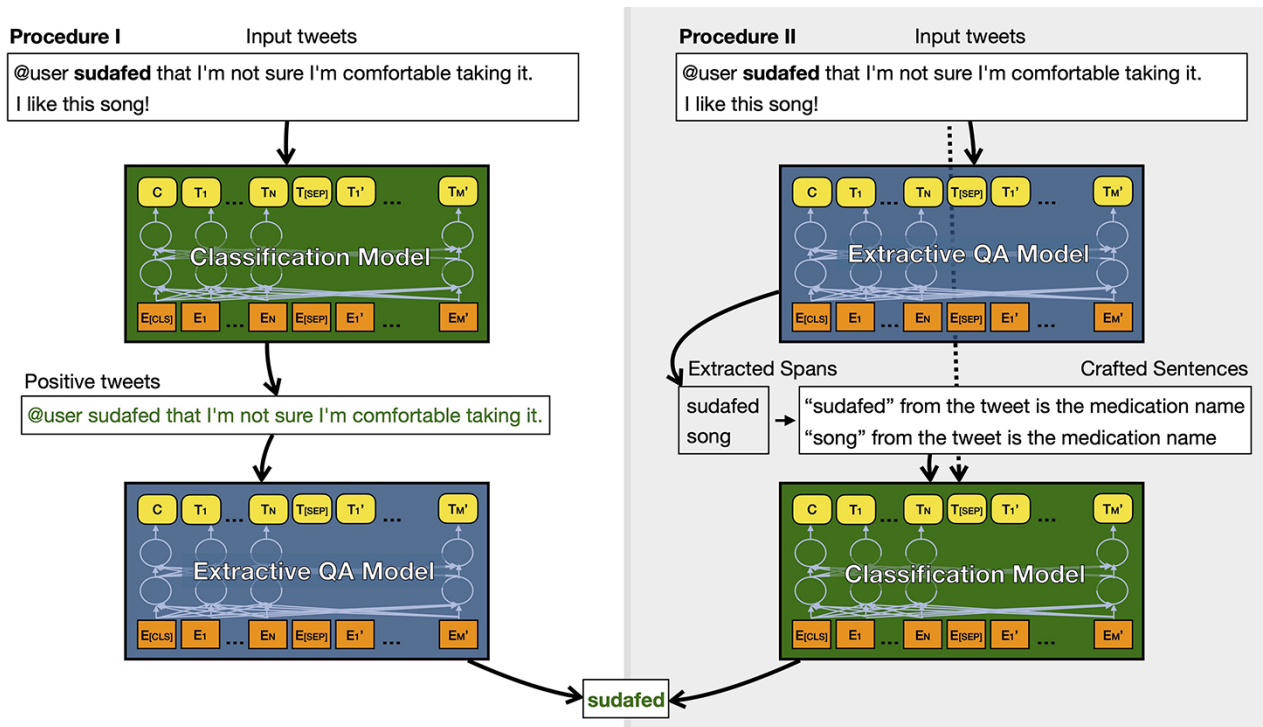 Procedure I
Input tweets
@user sudafed that I'm not sure I'm comfortable taking it.
I like this song!
C T1 ... TN T[SEP] T1' ... TM'
Classification Model
E[CLS] E1 ... EN E[SEP] E1' ... EM'
Positive tweets
@user sudafed that I'm not sure I'm comfortable taking it.
C T1 ... TN T[SEP] T1' ... TM'
Extractive QA Model
E[CLS] E1 ... EN E[SEP] E1' ... EM'
Procedure II
Input tweets
@user sudafed that I'm not sure I'm comfortable taking it.
I like this song!
C T1 ... TN T[SEP] T1' ... TM'
Extractive QA Model
E[CLS] E1 ... EN E[SEP] E1' ... EM'
Extracted Spans
sudafed
song
Crafted Sentences
“sudafed” from the tweet is the medication name
“song” from the tweet is the medication name
C T1 ... TN T[SEP] T1' ... TM'
Classification Model
E[CLS] E1 ... EN E[SEP] E1' ... EM'
sudafed